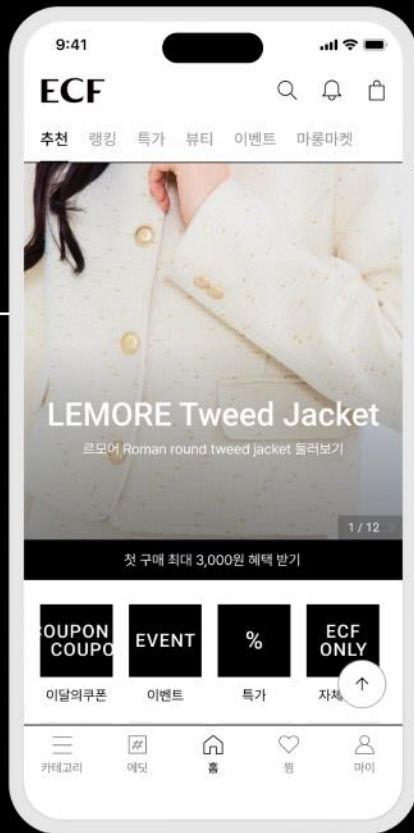 9:41
ECF
추천 랭킹 특가 뷰티 이벤트 마롱마켓
LEMORE Tweed Jacket
르모어 Roman round tweed jacket 둘러보기
1 / 12
첫 구매 최대 3,000원 혜택 받기
COUPON
COUPO
EVENT
%
ECF
ONLY
이달의쿠폰 이벤트 특가 자체
카테고리 에딧 홈 찜 마이